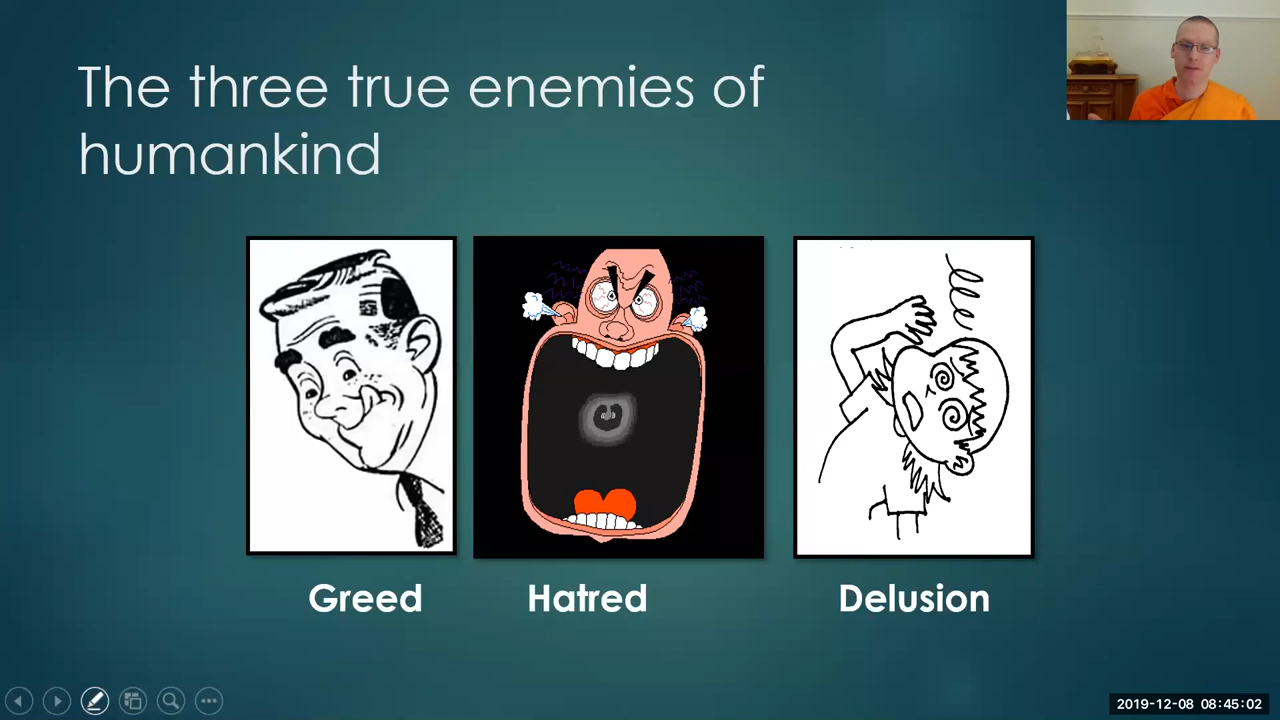 The three true enemies of
humankind
Greed
Hatred
Delusion
2019-12-08 08:45:02